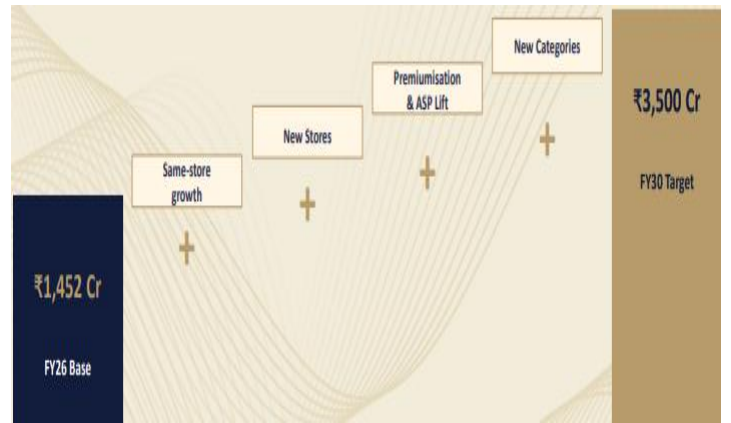 New Categories
Premiumisation
& ASP Lift
₹3,500 Cr
New Stores
Same-store
growth
FY30 Target
₹1,452 Cr
FY26 Base